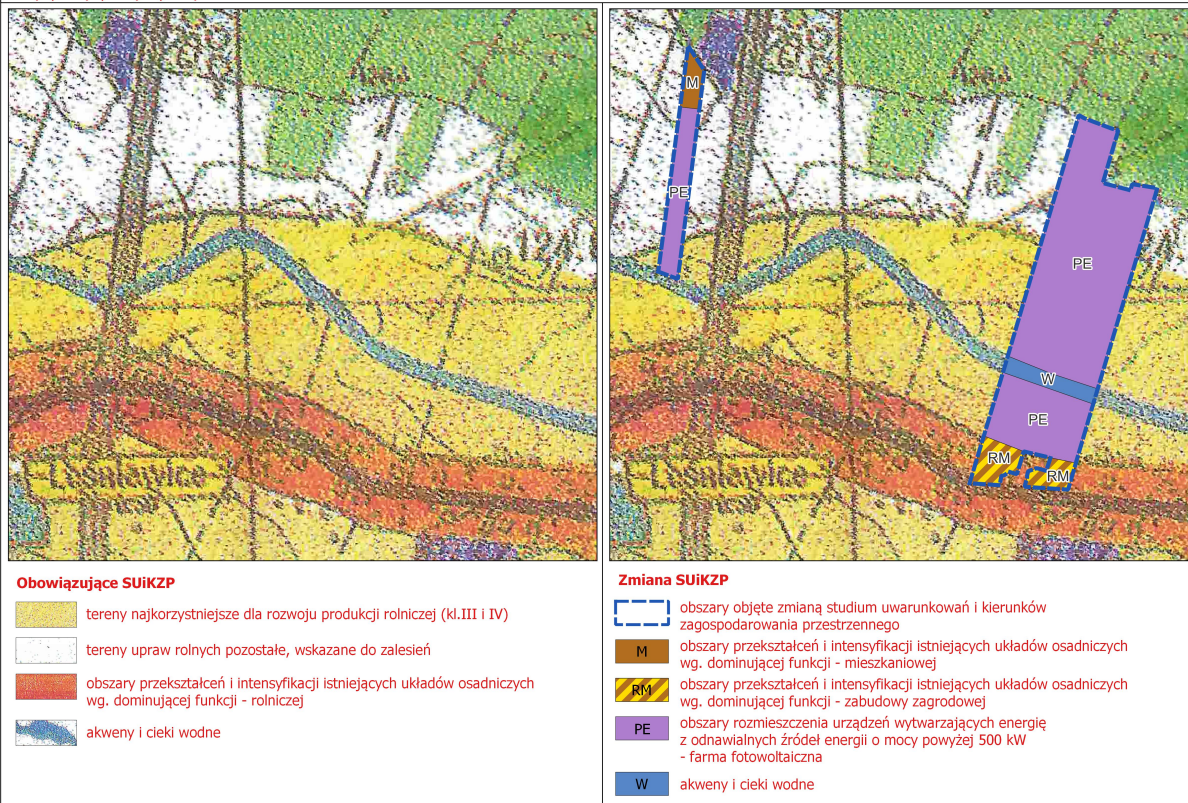 M
PE
PE
W
PE
RM
RM
Obowiązujące SUiKZP
tereny najkorzystniejsze dla rozwoju produkcji rolniczej (kl.III i IV)
tereny upraw rolnych pozostałe, wskazane do zalesień
obszary przekształceń i intensyfikacji istniejących układów osadniczych
wg. dominującej funkcji - rolniczej
akweny i cieki wodne
Zmiana SUiKZP
obszary objęte zmianą studium uwarunkowań i kierunków
zagospodarowania przestrzennego
M obszary przekształceń i intensyfikacji istniejących układów osadniczych
wg. dominującej funkcji - mieszkaniowej
RM obszary przekształceń i intensyfikacji istniejących układów osadniczych
wg. dominującej funkcji - zabudowy zagrodowej
PE obszary rozmieszczenia urządzeń wytwarzających energię
z odnawialnych źródeł energii o mocy powyżej 500 kW
- farma fotowoltaiczna
W akweny i cieki wodne